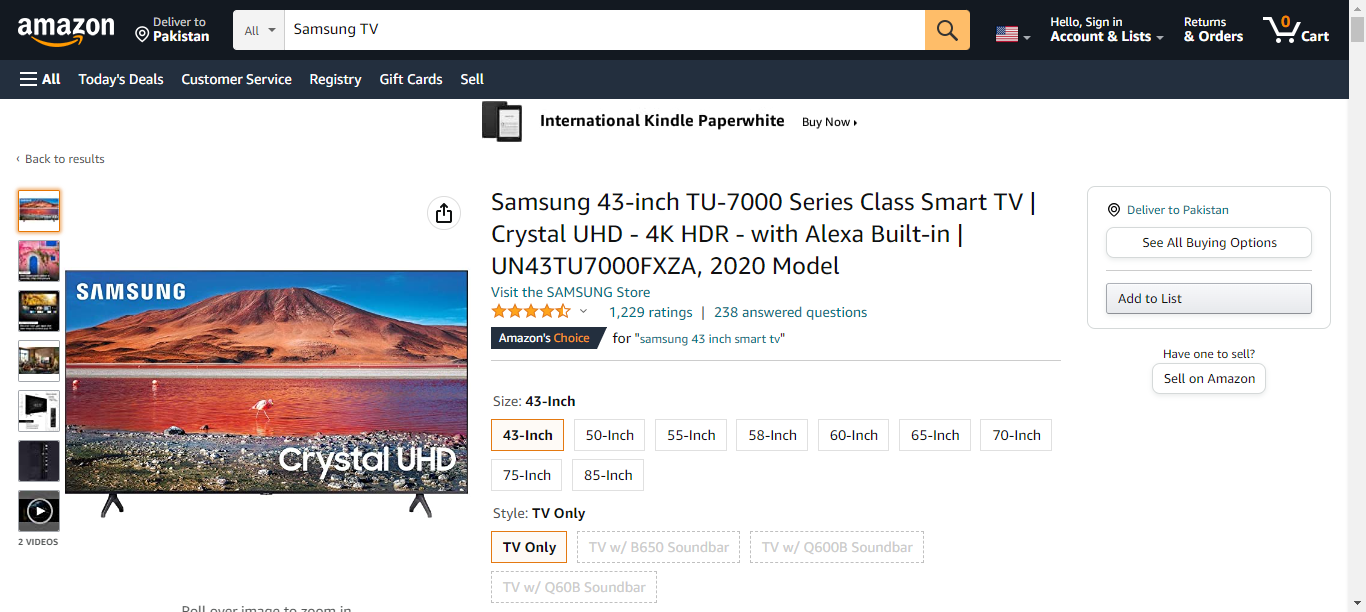 amazon
Deliver to
Pakistan
All
Samsung TV
Hello, Sign in
Account & Lists
Returns
& Orders
0
Cart
All
Today's Deals
Customer Service
Registry
Gift Cards
Sell
International Kindle Paperwhite
Buy Now
‹ Back to results
SAMSUNG
Crystal UHD
2 VIDEOS
Roll over image to zoom in
Samsung 43-inch TU-7000 Series Class Smart TV |
Crystal UHD - 4K HDR - with Alexa Built-in |
UN43TU7000FXZA, 2020 Model
Visit the SAMSUNG Store
1,229 ratings | 238 answered questions
Amazon's Choice for "samsung 43 inch smart tv"
Size: 43-Inch
43-Inch
50-Inch
55-Inch
58-Inch
60-Inch
65-Inch
70-Inch
75-Inch
85-Inch
Style: TV Only
TV Only
TV w/ B650 Soundbar
TV w/ Q600B Soundbar
TV w/ Q60B Soundbar
Deliver to Pakistan
See All Buying Options
Add to List
Have one to sell?
Sell on Amazon